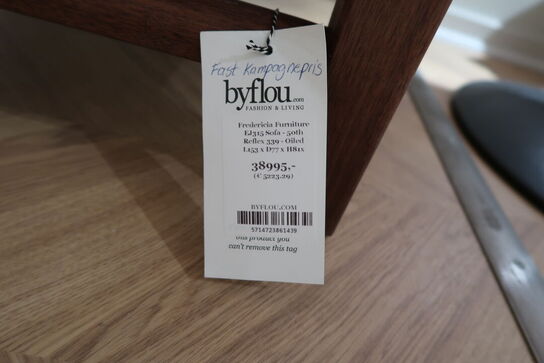 Fast Kampagnepris
byflou.com
FASHION & LIVING
Fredericia Furniture
EJ315 Sofa - 50th
Reflex 339 - Oiled
L153 x D77 x H81x
38995,-
(€ 5223.29)
BYFLOU.COM
5714723861439
this product you
can't remove this tag